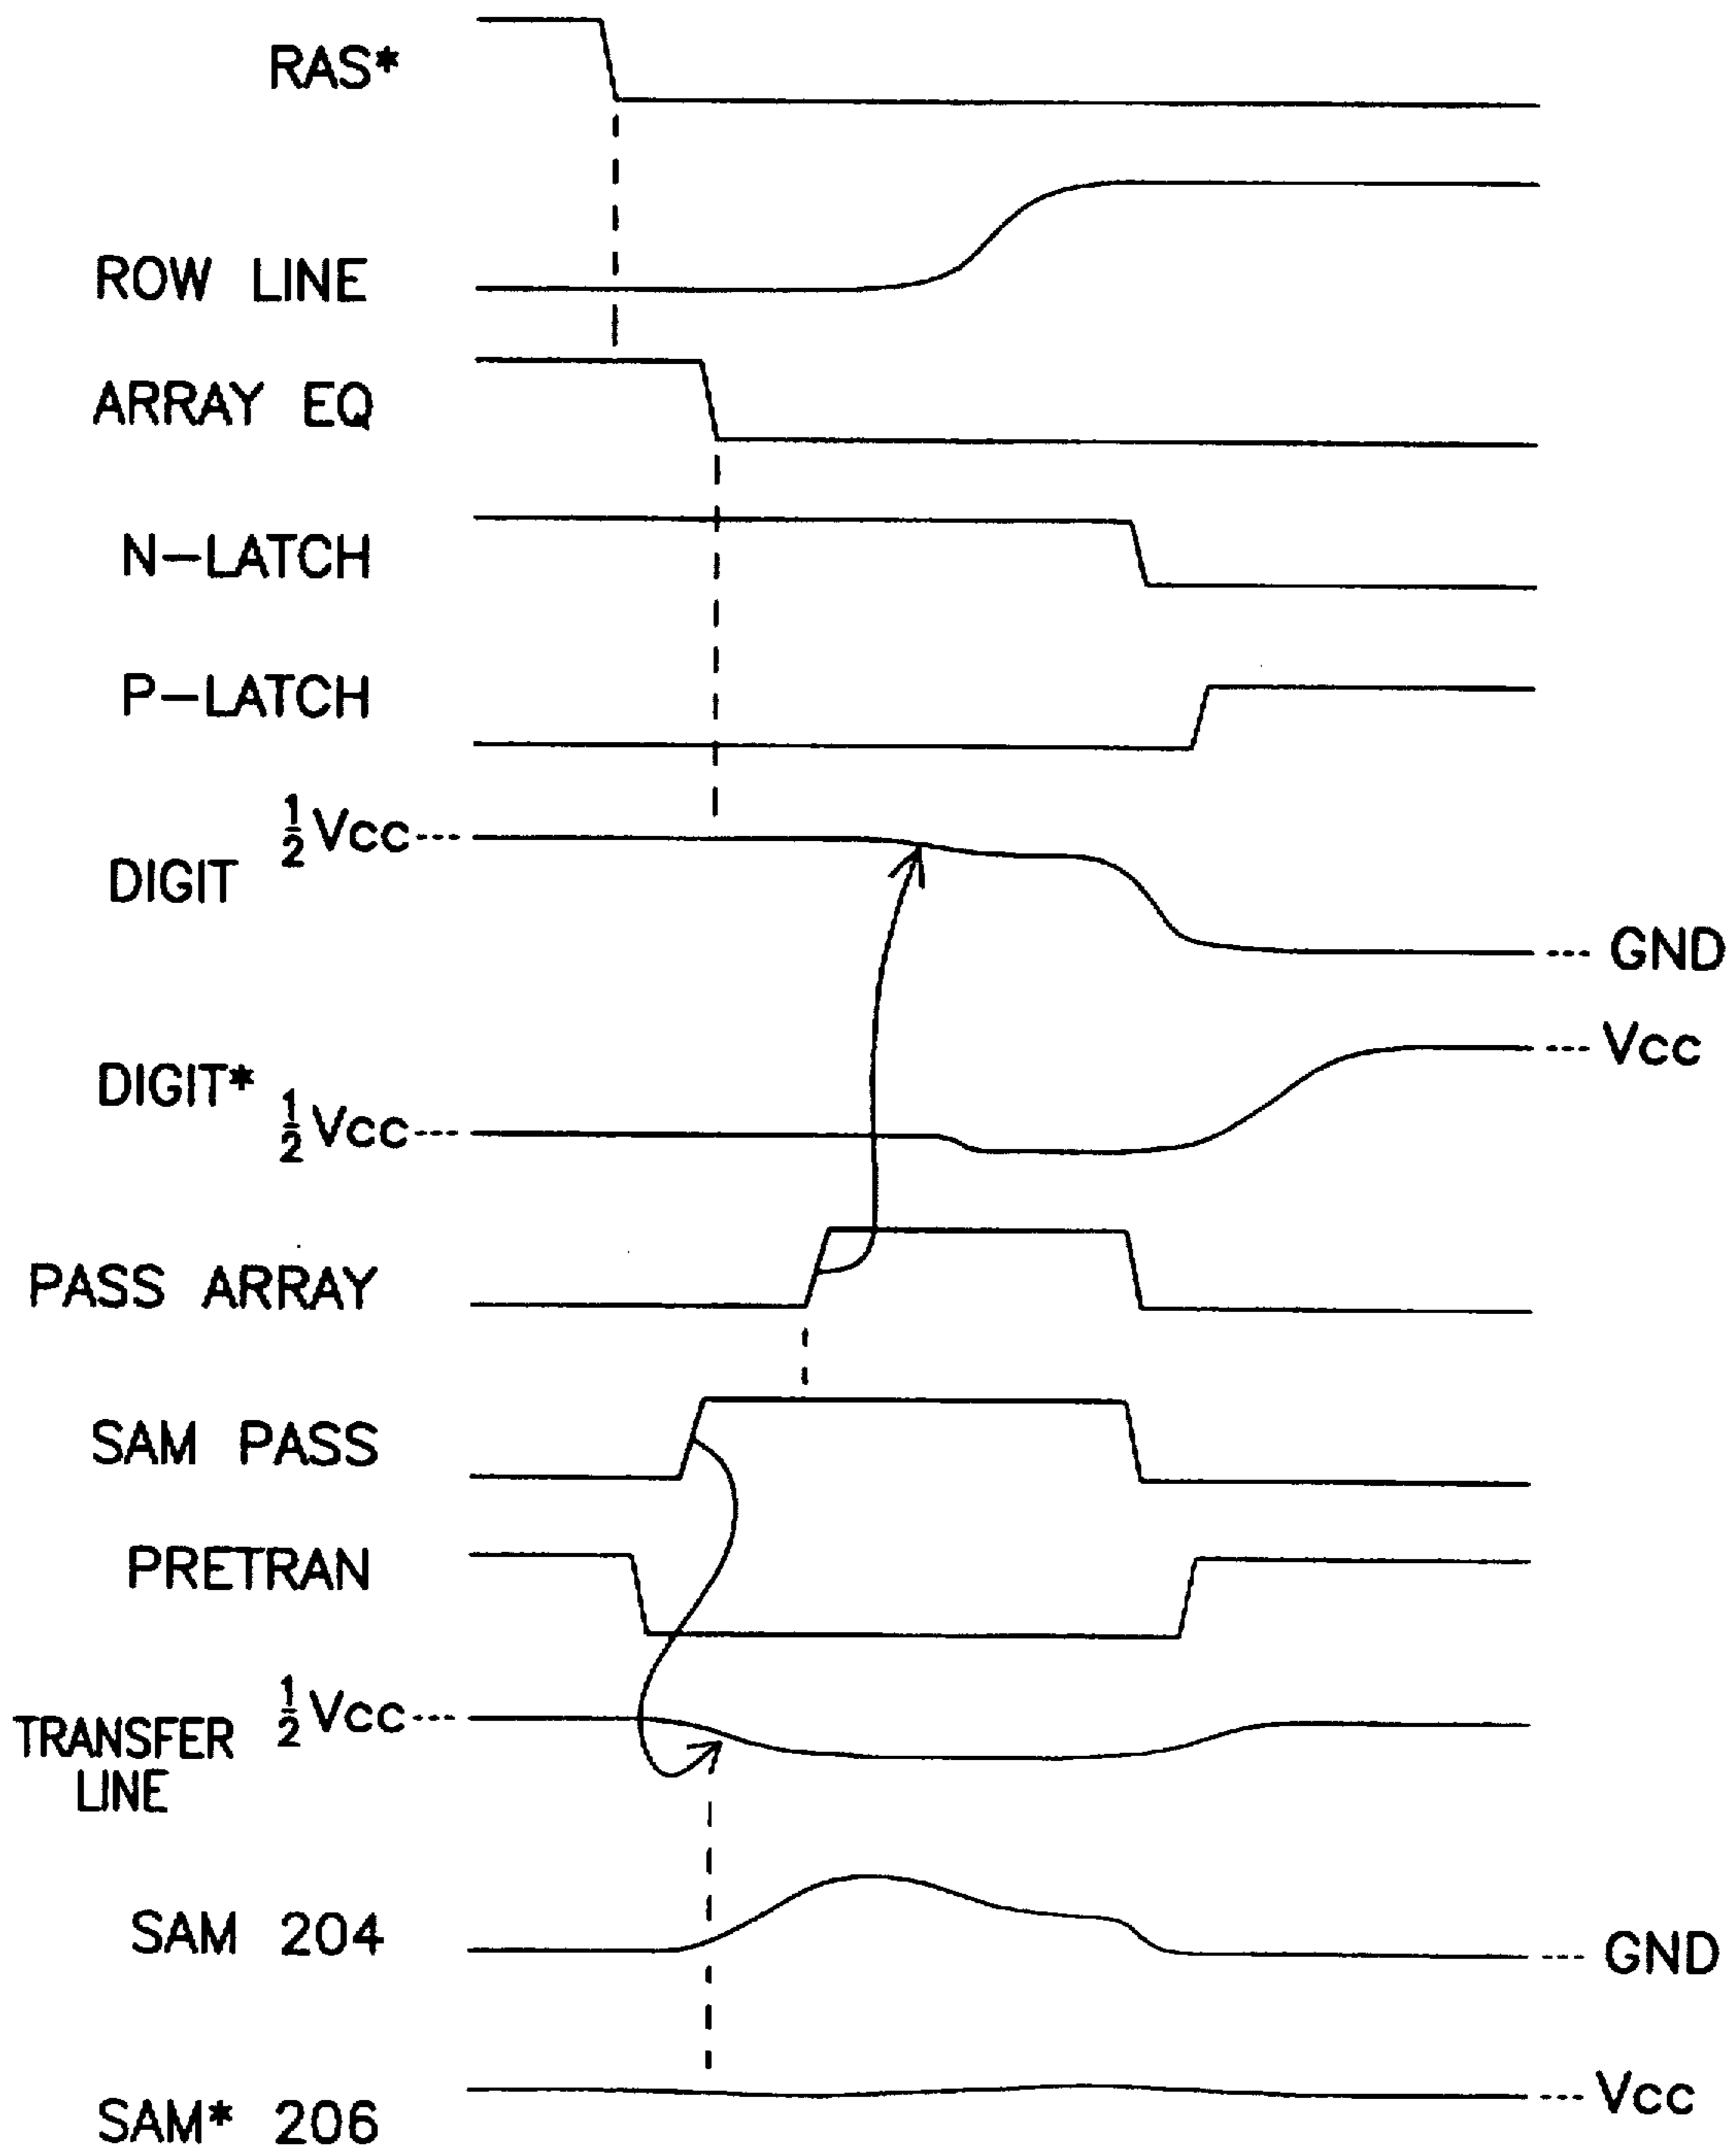 RAS*
ROW LINE
ARRAY EQ
N-LATCH
P-LATCH
½Vcc
DIGIT
GND
Vcc
DIGIT*
½Vcc
PASS ARRAY
SAM PASS
PRETRAN
½Vcc
TRANSFER
LINE
SAM 204
GND
Vcc
SAM* 206